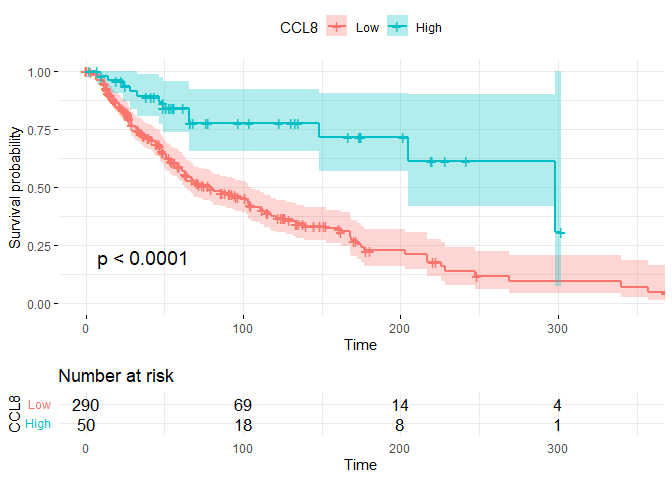 CCL8 Low High
Survival probability
1.00
0.75
0.50
0.25
0.00
p < 0.0001
0 100 200 300
Time
Number at risk
CCL8
Low 290 69 14 4
High 50 18 8 1
0 100 200 300
Time